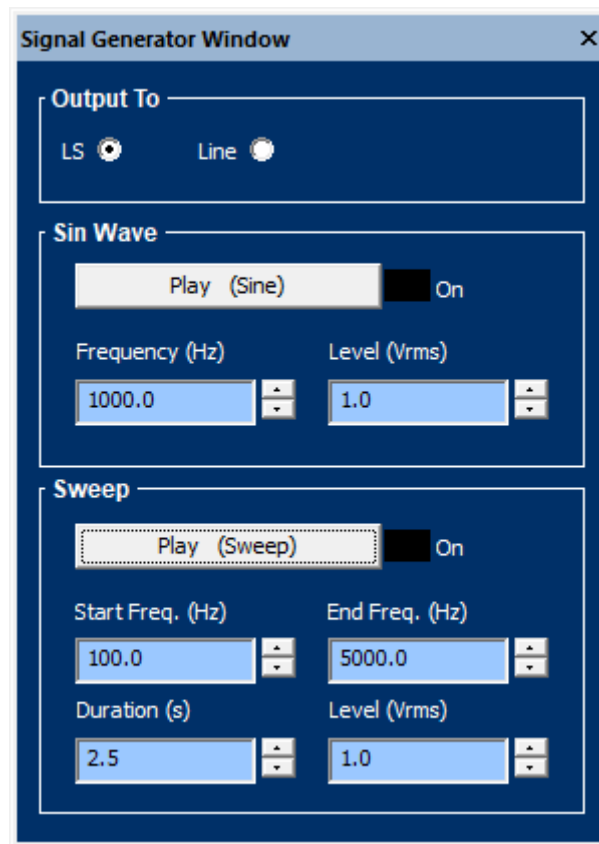 Signal Generator Window
Output To
LS Line
Sin Wave
Play (Sine) On
Frequency (Hz) Level (Vrms)
1000.0 1.0
Sweep
Play (Sweep) On
Start Freq. (Hz) End Freq. (Hz)
100.0 5000.0
Duration (s) Level (Vrms)
2.5 1.0